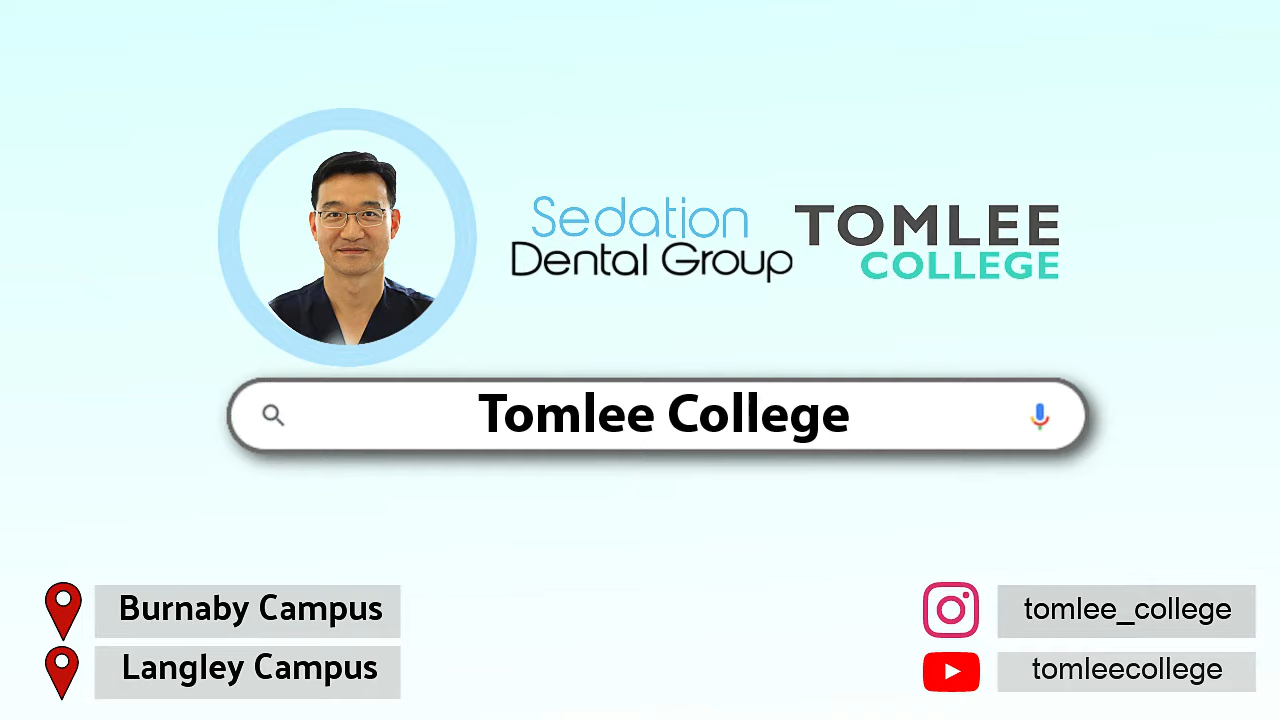 Sedation
Dental Group
TOMLEE
COLLEGE
Tomlee College
Burnaby Campus
Langley Campus
tomlee_college
tomleecollege